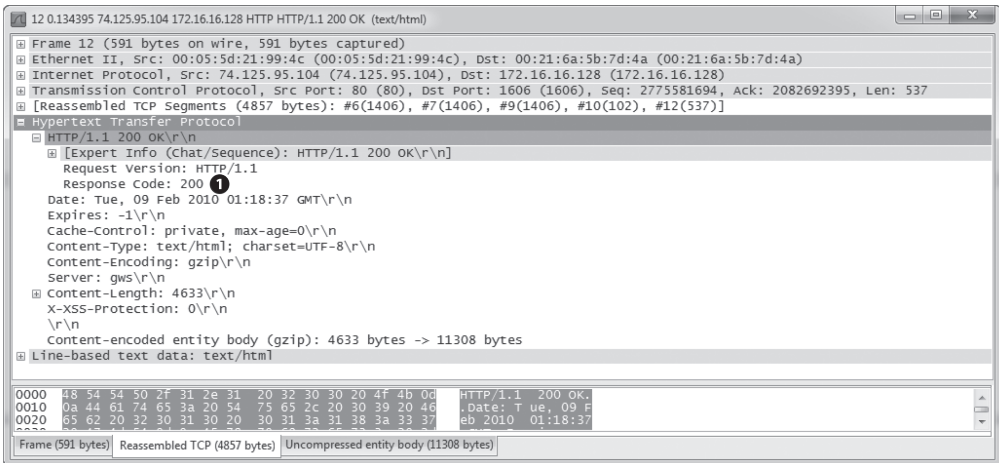 12 0.134395 74.125.95.104 172.16.16.128 HTTP HTTP/1.1 200 OK (text/html)
Frame 12 (591 bytes on wire, 591 bytes captured)
Ethernet II, Src: 00:05:5d:21:99:4c (00:05:5d:21:99:4c), Dst: 00:21:6a:5b:7d:4a (00:21:6a:5b:7d:4a)
Internet Protocol, Src: 74.125.95.104 (74.125.95.104), Dst: 172.16.16.128 (172.16.16.128)
Transmission Control Protocol, Src Port: 80 (80), Dst Port: 1606 (1606), Seq: 2775581694, Ack: 2082692395, Len: 537
[Reassembled TCP Segments (4857 bytes): #6(1406), #7(1406), #9(1406), #10(102), #12(537)]
Hypertext Transfer Protocol
HTTP/1.1 200 OK\r\n
[Expert Info (Chat/Sequence): HTTP/1.1 200 OK\r\n]
Request Version: HTTP/1.1
Response Code: 200 1
Date: Tue, 09 Feb 2010 01:18:37 GMT\r\n
Expires: -1\r\n
Cache-Control: private, max-age=0\r\n
Content-Type: text/html; charset=UTF-8\r\n
Content-Encoding: gzip\r\n
Server: gws\r\n
Content-Length: 4633\r\n
X-XSS-Protection: 0\r\n
\r\n
Content-encoded entity body (gzip): 4633 bytes -> 11308 bytes
Line-based text data: text/html
0000 48 54 54 50 2f 31 2e 31 20 32 30 30 20 4f 4b 0d HTTP/1.1 200 OK.
0010 0a 44 61 74 65 3a 20 54 75 65 2c 20 30 39 20 46 .Date: T ue, 09 F
0020 65 62 20 32 30 31 30 20 30 31 3a 31 38 3a 33 37 eb 2010 01:18:37
Frame (591 bytes) Reassembled TCP (4857 bytes) Uncompressed entity body (11308 bytes)